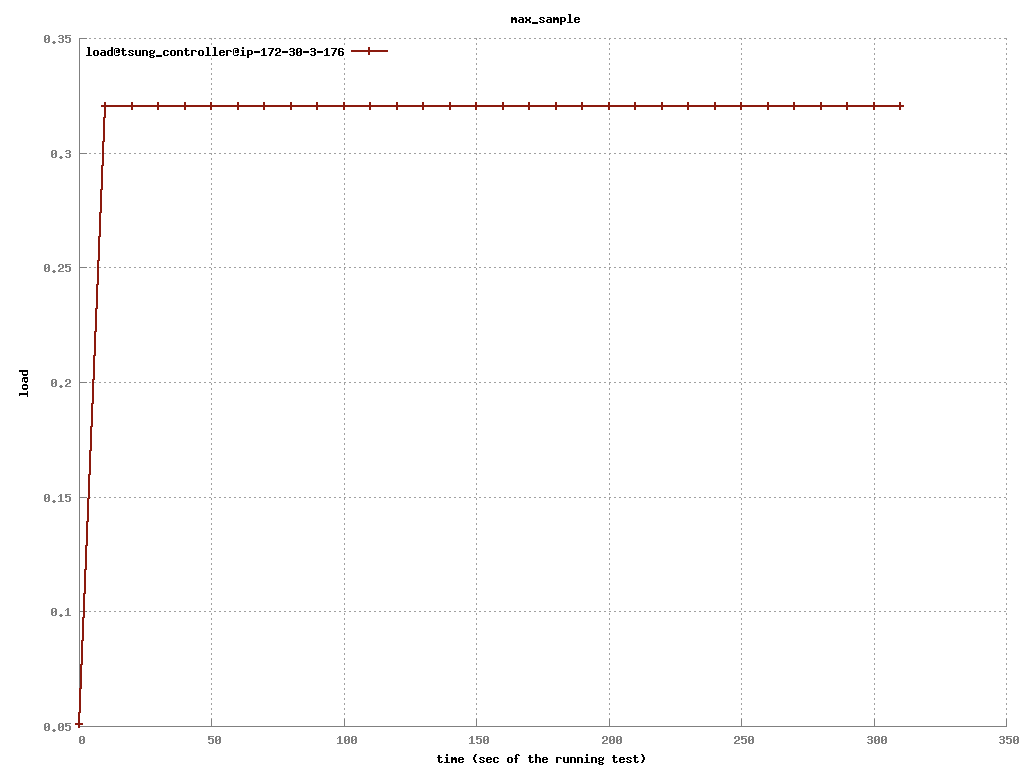 max_sample
0.35
load@tsung_controller@ip-172-30-3-176
0.3
0.25
0.2
load
0.15
0.1
0.05
0 50 100 150 200 250 300 350
time (sec of the running test)